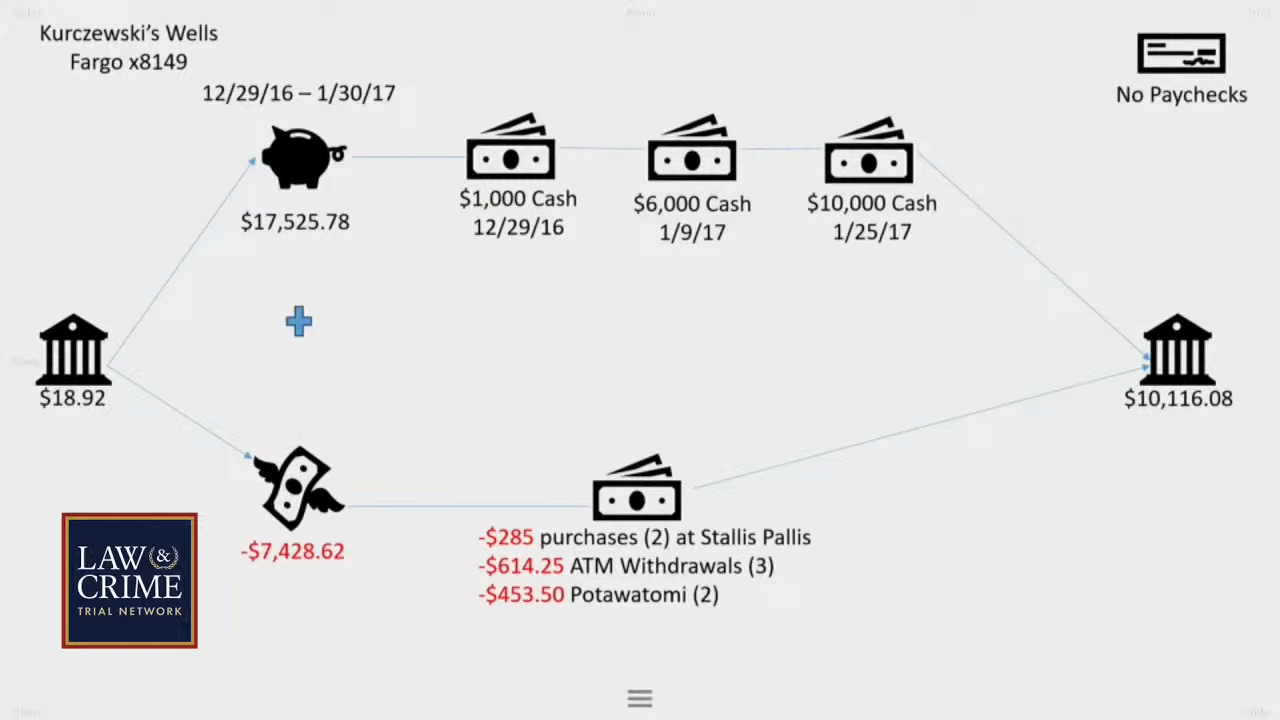 Kurczewski's Wells
Fargo x8149
No Paychecks
12/29/16 – 1/30/17
$17,525.78
$1,000 Cash
12/29/16
$6,000 Cash
1/9/17
$10,000 Cash
1/25/17
$18.92
$10,116.08
-$7,428.62
-$285 purchases (2) at Stallis Pallis
-$614.25 ATM Withdrawals (3)
-$453.50 Potawatomi (2)
LAW &
CRIME
TRIAL NETWORK